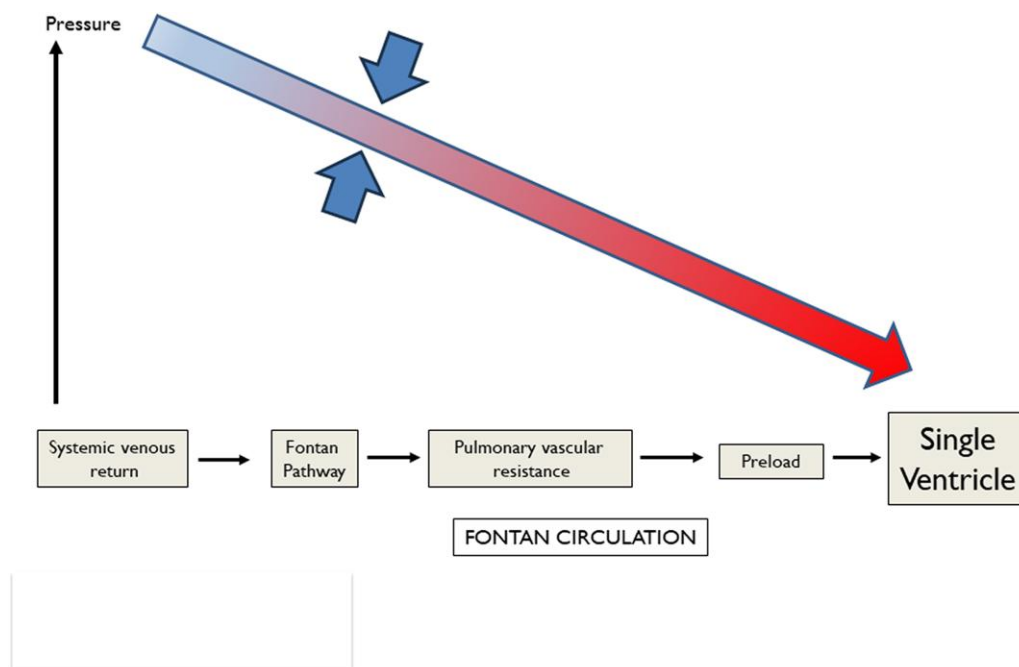 Pressure
Systemic venous
return
Fontan
Pathway
Pulmonary vascular
resistance
Preload
Single
Ventricle
FONTAN CIRCULATION